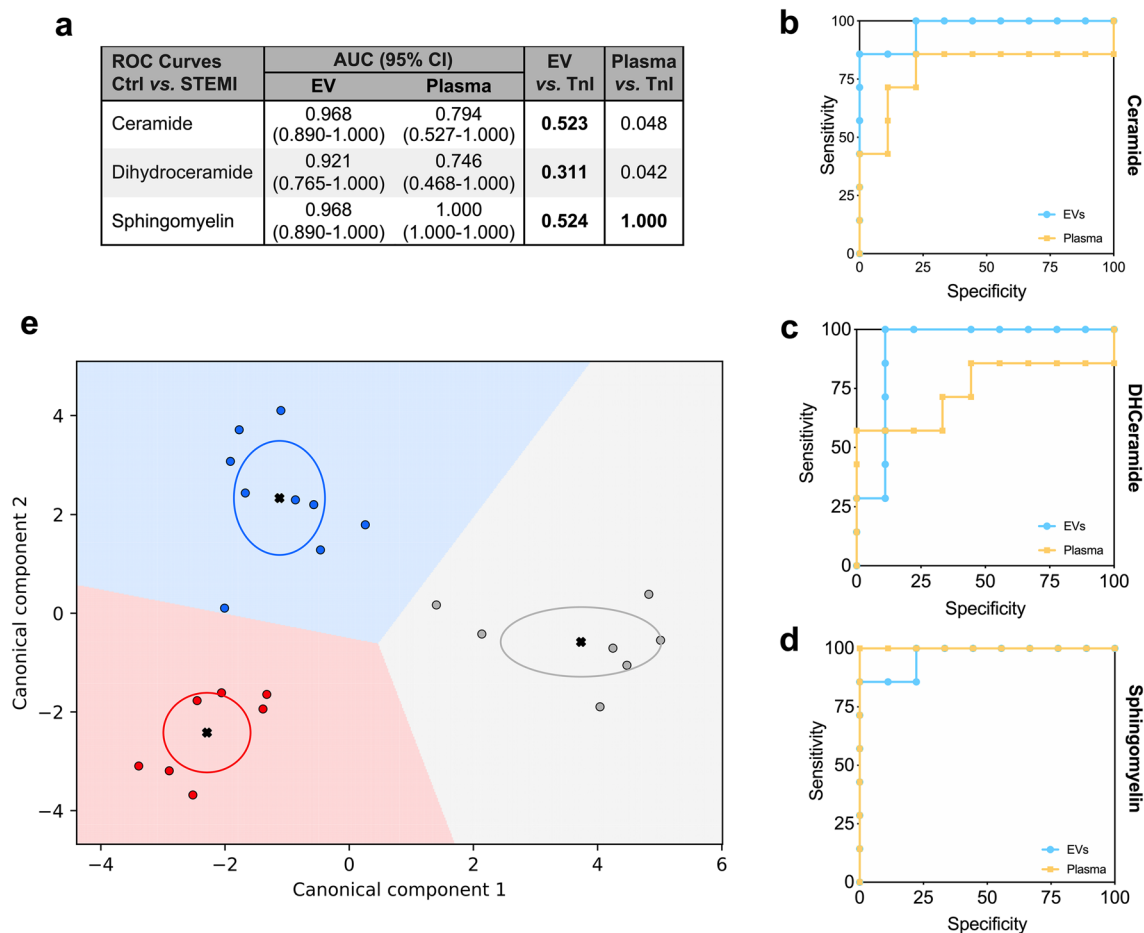 a
ROC Curves
Ctrl vs. STEMI
AUC (95% CI)
EV
Plasma
EV
vs. TnI
Plasma
vs. TnI
Ceramide
0.968
(0.890-1.000)
0.794
(0.527-1.000)
0.523
0.048
Dihydroceramide
0.921
(0.765-1.000)
0.746
(0.468-1.000)
0.311
0.042
Sphingomyelin
0.968
(0.890-1.000)
1.000
(1.000-1.000)
0.524
1.000
b
100
75
50
25
0
Sensitivity
EVs
Plasma
0 25 50 75 100
Specificity
Ceramide
c
100
75
50
25
0
Sensitivity
EVs
Plasma
0 25 50 75 100
Specificity
DHCeramide
d
100
75
50
25
0
Sensitivity
EVs
Plasma
0 25 50 75 100
Specificity
Sphingomyelin
e
4
2
0
−2
−4
Canonical component 2
−4 −2 0 2 4 6
Canonical component 1